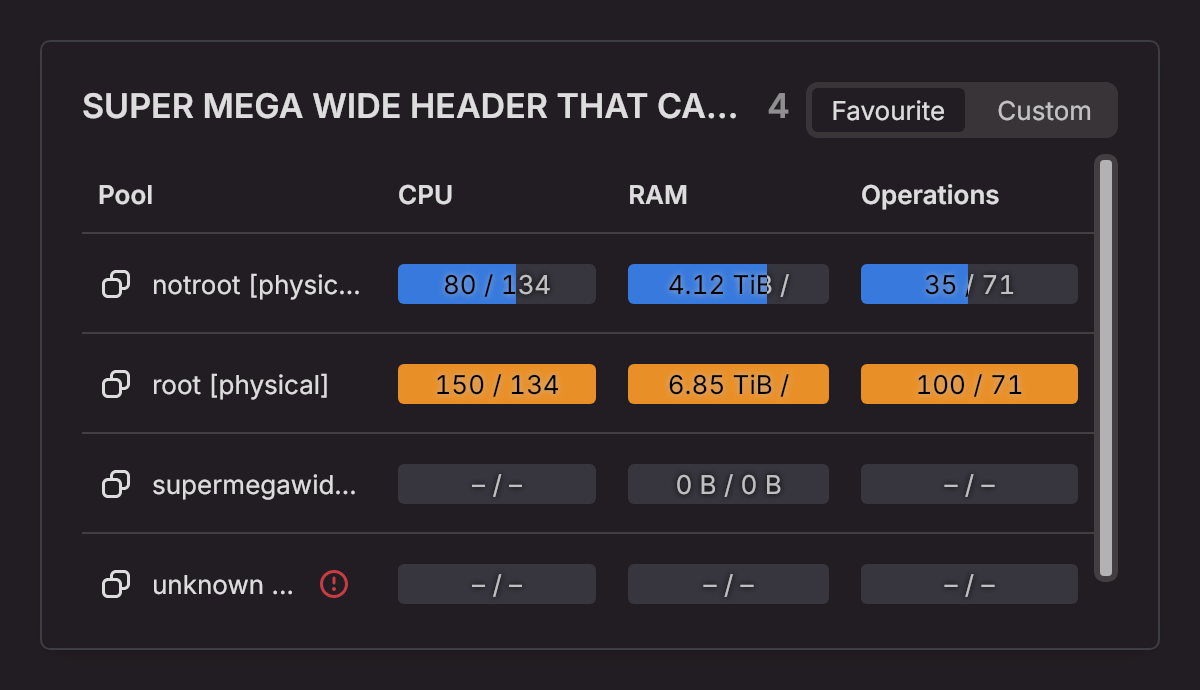 SUPER MEGA WIDE HEADER THAT CA... 4 Favourite Custom
Pool CPU RAM Operations
notroot [physic... 80 / 134 4.12 TiB / 35 / 71
root [physical] 150 / 134 6.85 TiB / 100 / 71
supermegawid... – / – 0 B / 0 B – / –
unknown ... – / – – / – – / –